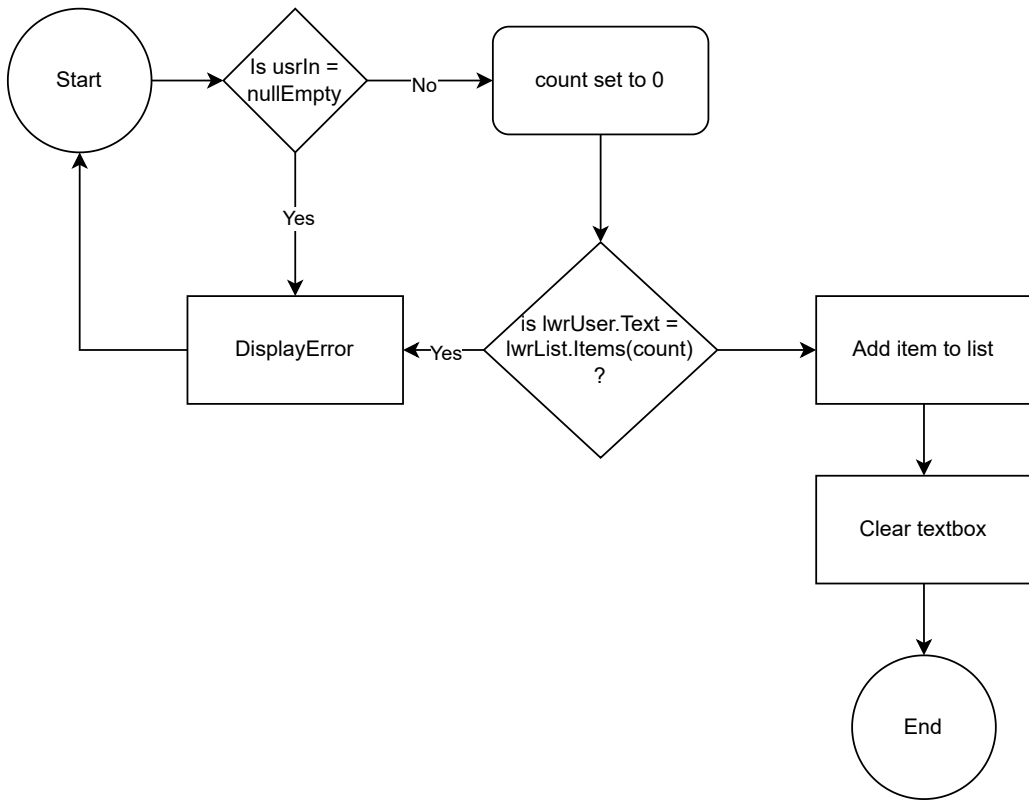 Start
Is usrIn =
nullEmpty
No
count set to 0
Yes
DisplayError
Yes
is lwrUser.Text =
lwrList.Items(count)
?
Add item to list
Clear textbox
End